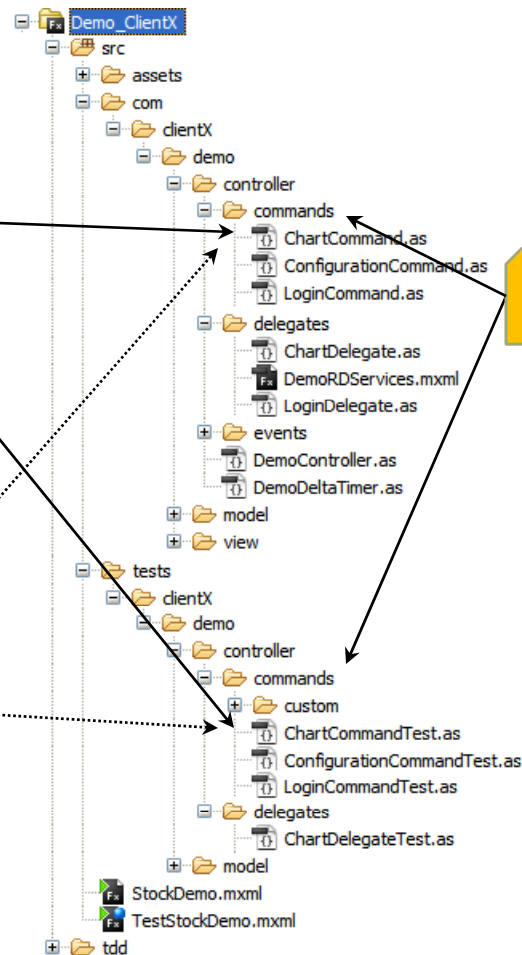 Demo_ClientX
src
assets
com
clientX
demo
controller
commands
ChartCommand.as
ConfigurationCommand.as
LoginCommand.as
delegates
ChartDelegate.as
DemoRDServices.mxml
LoginDelegate.as
events
DemoController.as
DemoDeltaTimer.as
model
view
tests
clientX
demo
controller
commands
custom
ChartCommandTest.as
ConfigurationCommandTest.as
LoginCommandTest.as
delegates
ChartDelegateTest.as
model
StockDemo.mxml
TestStockDemo.mxml
tdd